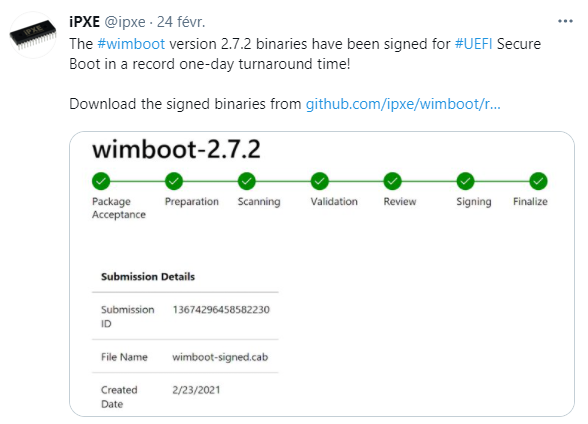 iPXE @ipxe · 24 févr.
The #wimboot version 2.7.2 binaries have been signed for #UEFI Secure
Boot in a record one-day turnaround time!
Download the signed binaries from github.com/ipxe/wimboot/r...
wimboot-2.7.2
Package Acceptance
Preparation
Scanning
Validation
Review
Signing
Finalize
Submission Details
Submission ID
13674296458582230
File Name
wimboot-signed.cab
Created Date
2/23/2021